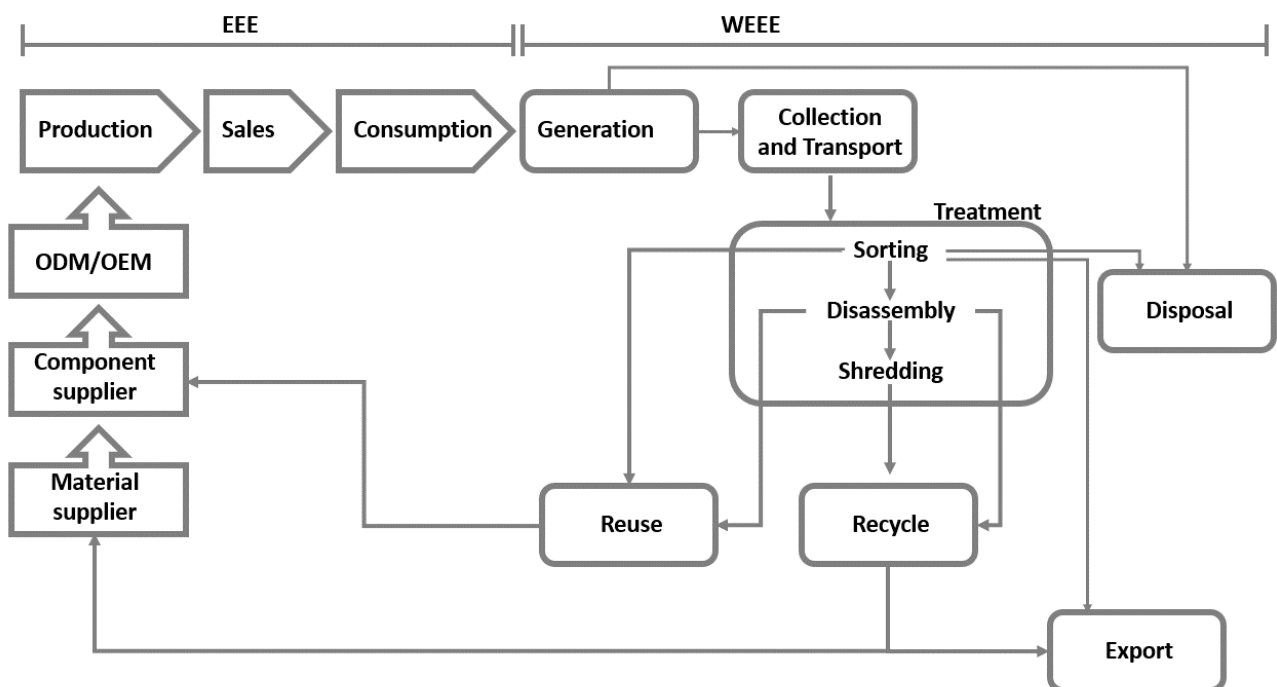 EEE
WEEE
Production
Sales
Consumption
Generation
Collection
and Transport
Treatment
ODM/OEM
Sorting
Disposal
Disassembly
Component
supplier
Shredding
Material
supplier
Reuse
Recycle
Export